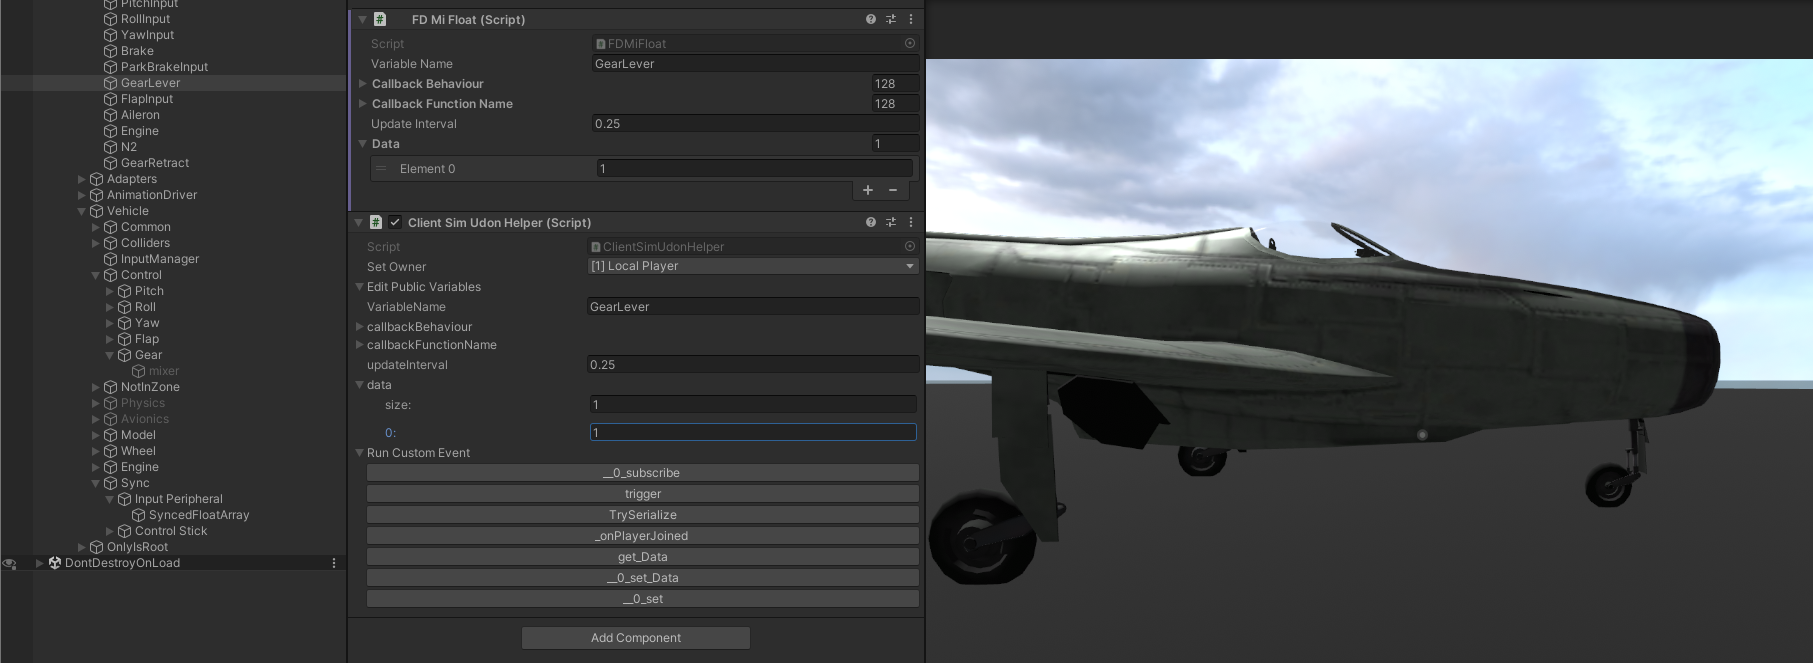 PitchInput
RollInput
YawInput
Brake
ParkBrakeInput
GearLever
FlapInput
Aileron
Engine
N2
GearRetract
Adapters
AnimationDriver
Vehicle
Common
Colliders
InputManager
Control
Pitch
Roll
Yaw
Flap
Gear
mixer
NotInZone
Physics
Avionics
Model
Wheel
Engine
Sync
Input Peripheral
SyncedFloatArray
Control Stick
OnlyIsRoot
DontDestroyOnLoad
# FD Mi Float (Script)
Script FDMiFloat
Variable Name GearLever
Callback Behaviour 128
Callback Function Name 128
Update Interval 0.25
Data 1
Element 0 1
+ −
# Client Sim Udon Helper (Script)
Script ClientSimUdonHelper
Set Owner [1] Local Player
Edit Public Variables
VariableName GearLever
callbackBehaviour
callbackFunctionName
updateInterval 0.25
data
size: 1
0: 1
Run Custom Event
__0_subscribe
trigger
TrySerialize
_onPlayerJoined
get_Data
__0_set_Data
__0_set
Add Component